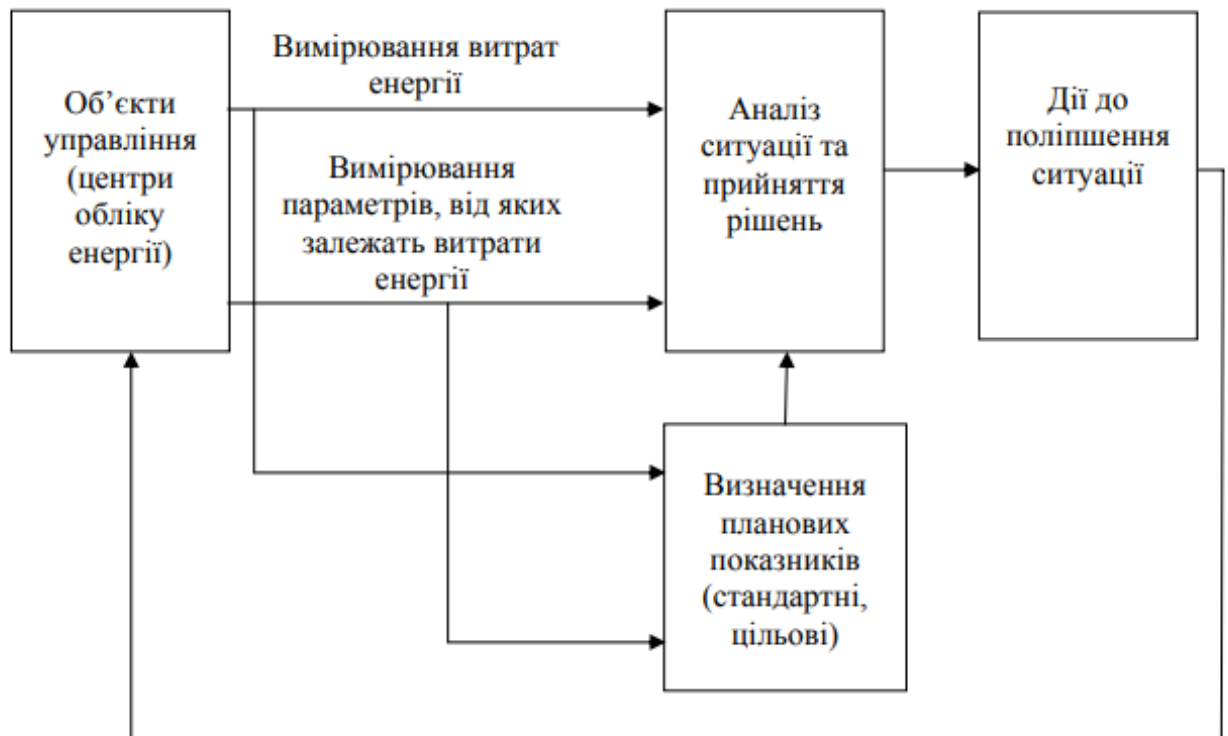 Об’єкти
управління
(центри
обліку
енергії)
Вимірювання витрат
енергії
Вимірювання
параметрів, від яких
залежать витрати
енергії
Аналіз
ситуації та
прийняття
рішень
Дії до
поліпшення
ситуації
Визначення
планових
показників
(стандартні,
цільові)